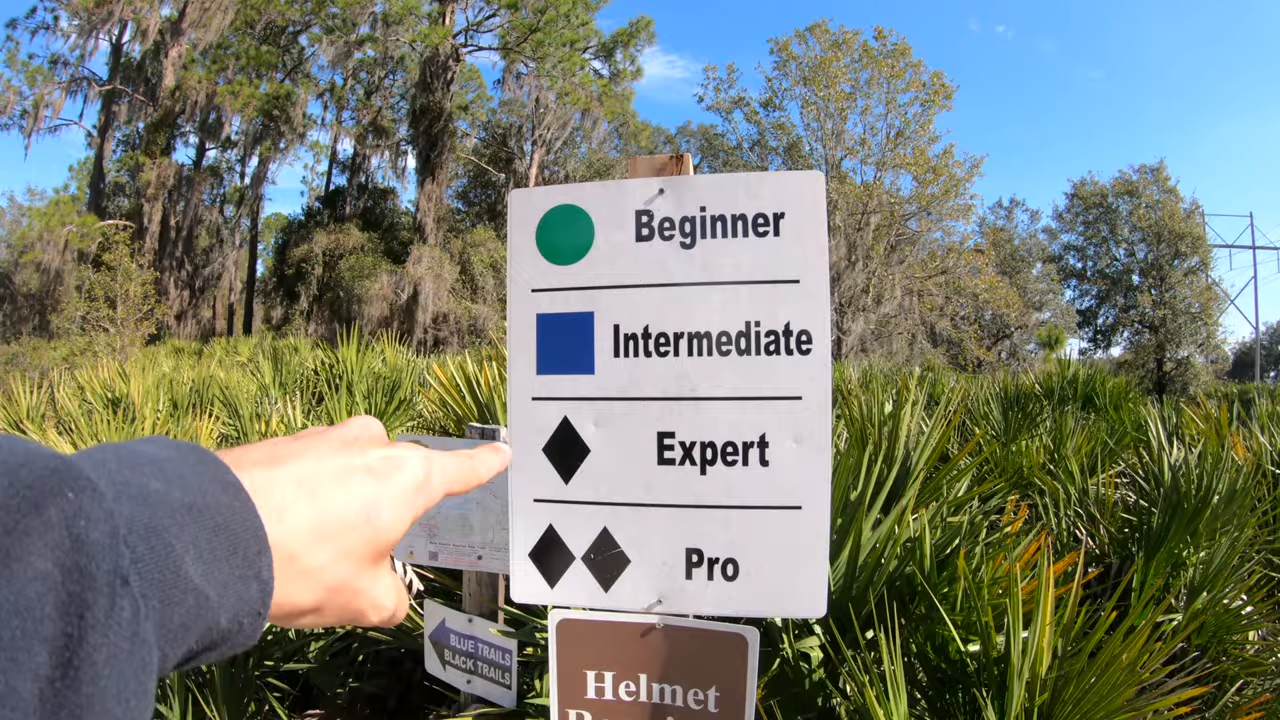 Beginner
Intermediate
Expert
Pro
BLUE TRAILS
BLACK TRAILS
Helmet